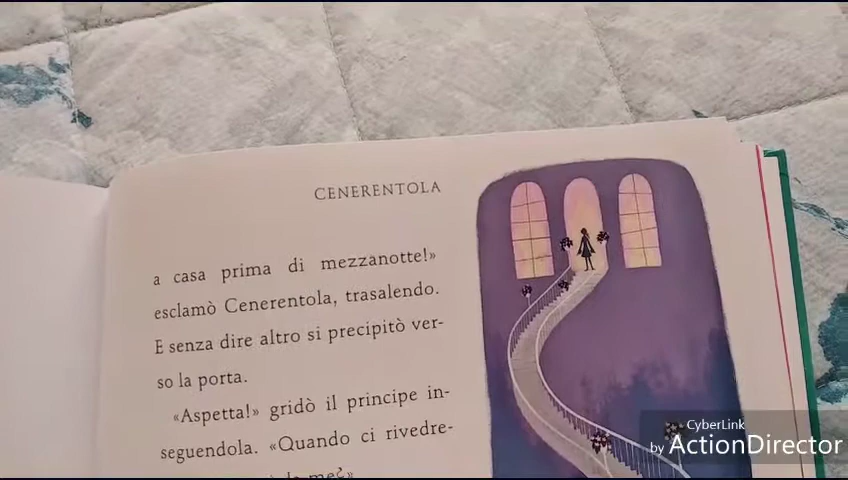 CENERENTOLA
a casa prima di mezzanotte!»
esclamò Cenerentola, trasalendo.
E senza dire altro si precipitò ver-
so la porta.
«Aspetta!» gridò il principe in-
seguendola. «Quando ci rivedre-
me?»
CyberLink
by ActionDirector